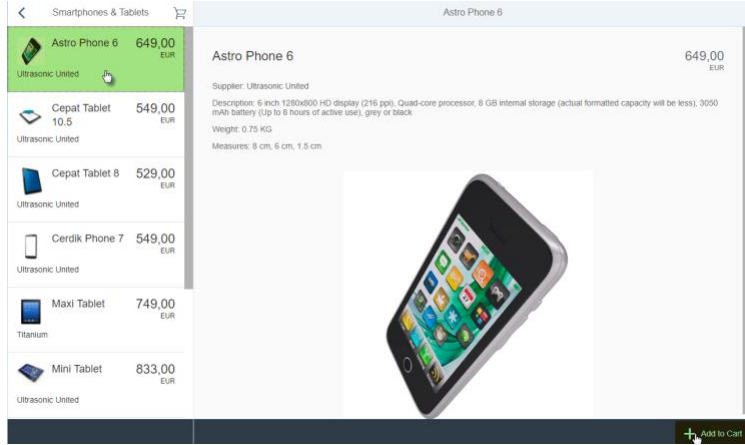 Smartphones & Tablets
Astro Phone 6
Astro Phone 6 649,00
EUR
Ultrasonic United
Cepat Tablet 549,00
10.5 EUR
Ultrasonic United
Cepat Tablet 8 529,00
EUR
Ultrasonic United
Cerdik Phone 7 549,00
EUR
Ultrasonic United
Maxi Tablet 749,00
EUR
Titanium
Mini Tablet 833,00
EUR
Ultrasonic United
Astro Phone 6 649,00
EUR
Supplier: Ultrasonic United
Description: 6 inch 1280x800 HD display (216 ppi), Quad-core processor, 8 GB internal storage (actual formatted capacity will be less), 3050
mAh battery (Up to 8 hours of active use), grey or black
Weight: 0.75 KG
Measures: 8 cm, 6 cm, 1.5 cm
Add to Cart